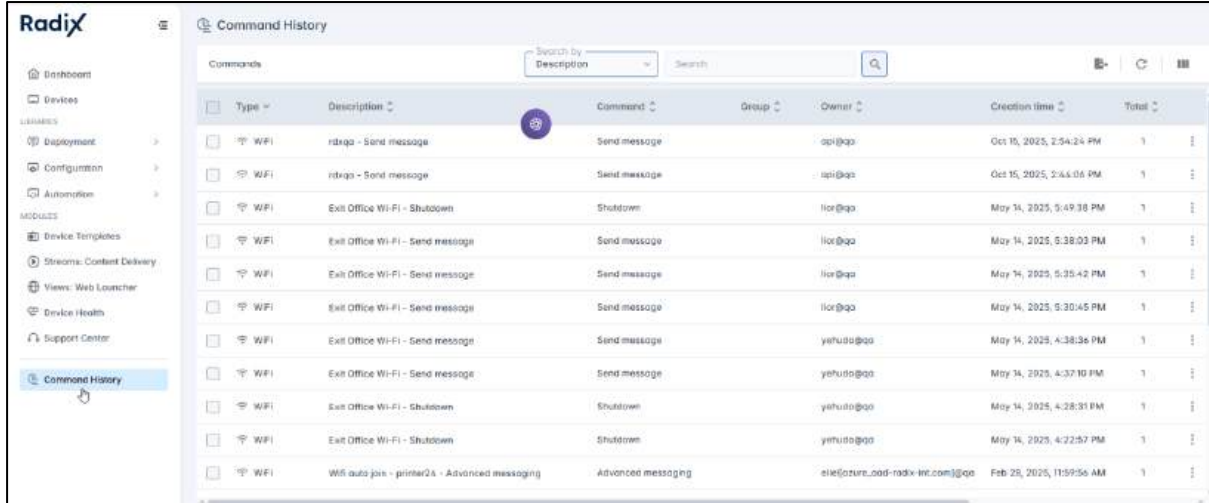 Radix
Command History
Commands
Search by
Description
Search
Dashboard
Devices
LIBRARIES
Deployment
Configuration
Automation
MODULES
Device Templates
Streams: Content Delivery
Views: Web Launcher
Device Health
Support Center
Command History
Type Description Command Group Owner Creation time Total
WiFi rdxqa - Send message Send message api@qa Oct 15, 2025, 2:54:24 PM 1
WiFi rdxqa - Send message Send message api@qa Oct 15, 2025, 2:44:06 PM 1
WiFi Exit Office Wi-Fi - Shutdown Shutdown lior@qa May 14, 2025, 5:49:38 PM 1
WiFi Exit Office Wi-Fi - Send message Send message lior@qa May 14, 2025, 5:38:03 PM 1
WiFi Exit Office Wi-Fi - Send message Send message lior@qa May 14, 2025, 5:35:42 PM 1
WiFi Exit Office Wi-Fi - Send message Send message lior@qa May 14, 2025, 5:30:45 PM 1
WiFi Exit Office Wi-Fi - Send message Send message yehuda@qa May 14, 2025, 4:38:36 PM 1
WiFi Exit Office Wi-Fi - Send message Send message yehuda@qa May 14, 2025, 4:37:10 PM 1
WiFi Exit Office Wi-Fi - Shutdown Shutdown yehuda@qa May 14, 2025, 4:28:31 PM 1
WiFi Exit Office Wi-Fi - Shutdown Shutdown yehuda@qa May 14, 2025, 4:22:57 PM 1
WiFi Wifi auto join - printer24 - Advanced messaging Advanced messaging Feb 28, 2025, 11:59:56 AM 1